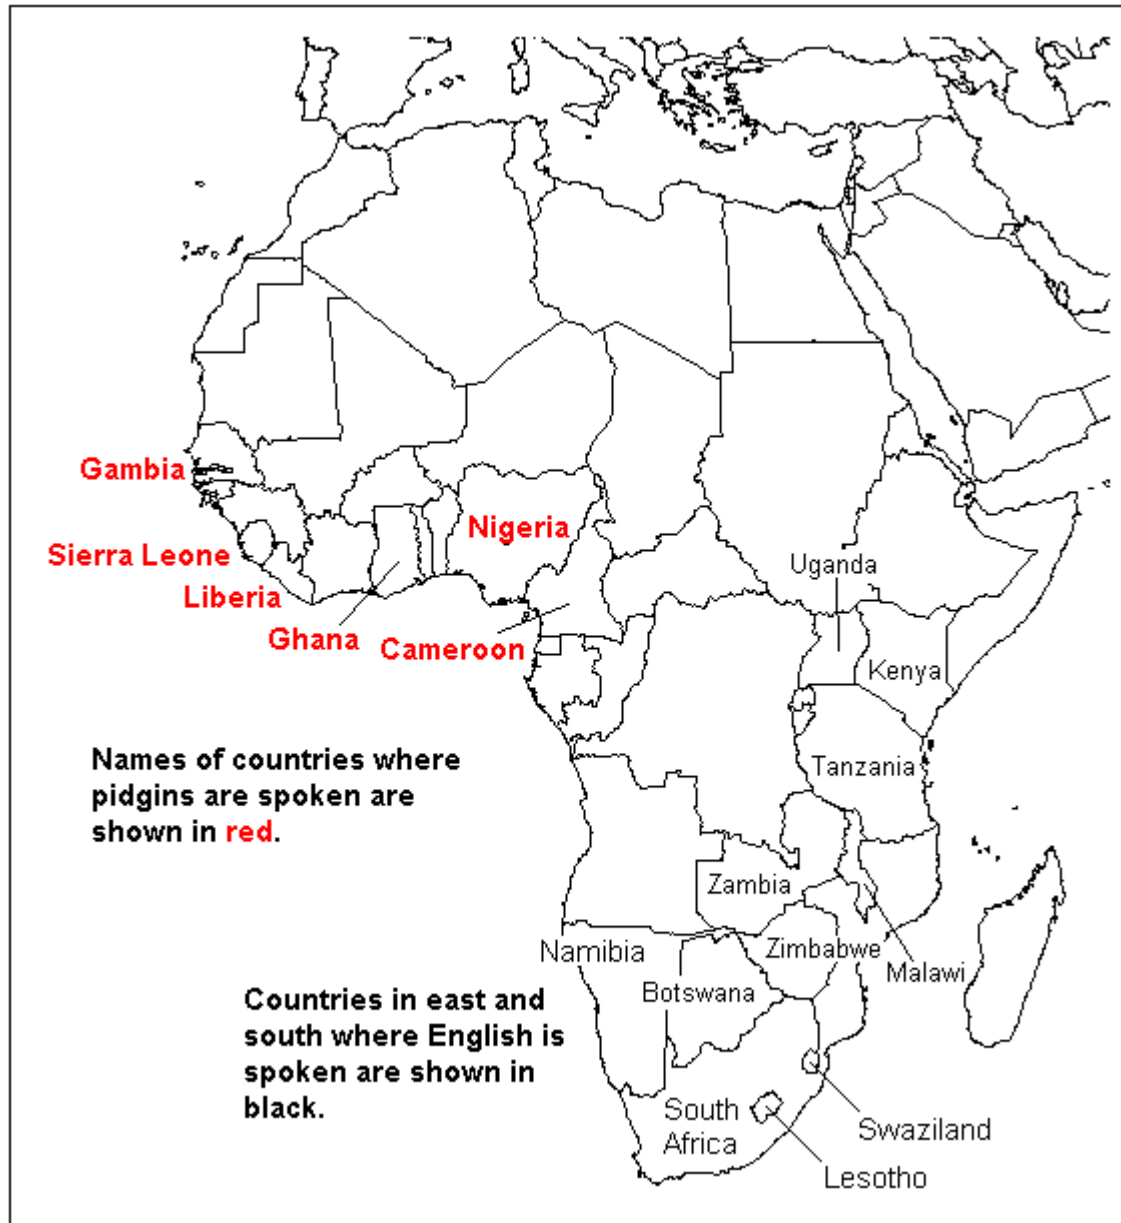 Gambia
Nigeria
Sierra Leone
Uganda
Liberia
Ghana
Cameroon
Kenya
Names of countries where
pidgins are spoken are
shown in red.
Tanzania
Zambia
Namibia
Zimbabwe
Malawi
Botswana
Countries in east and
south where English is
spoken are shown in
black.
South
Africa
Swaziland
Lesotho